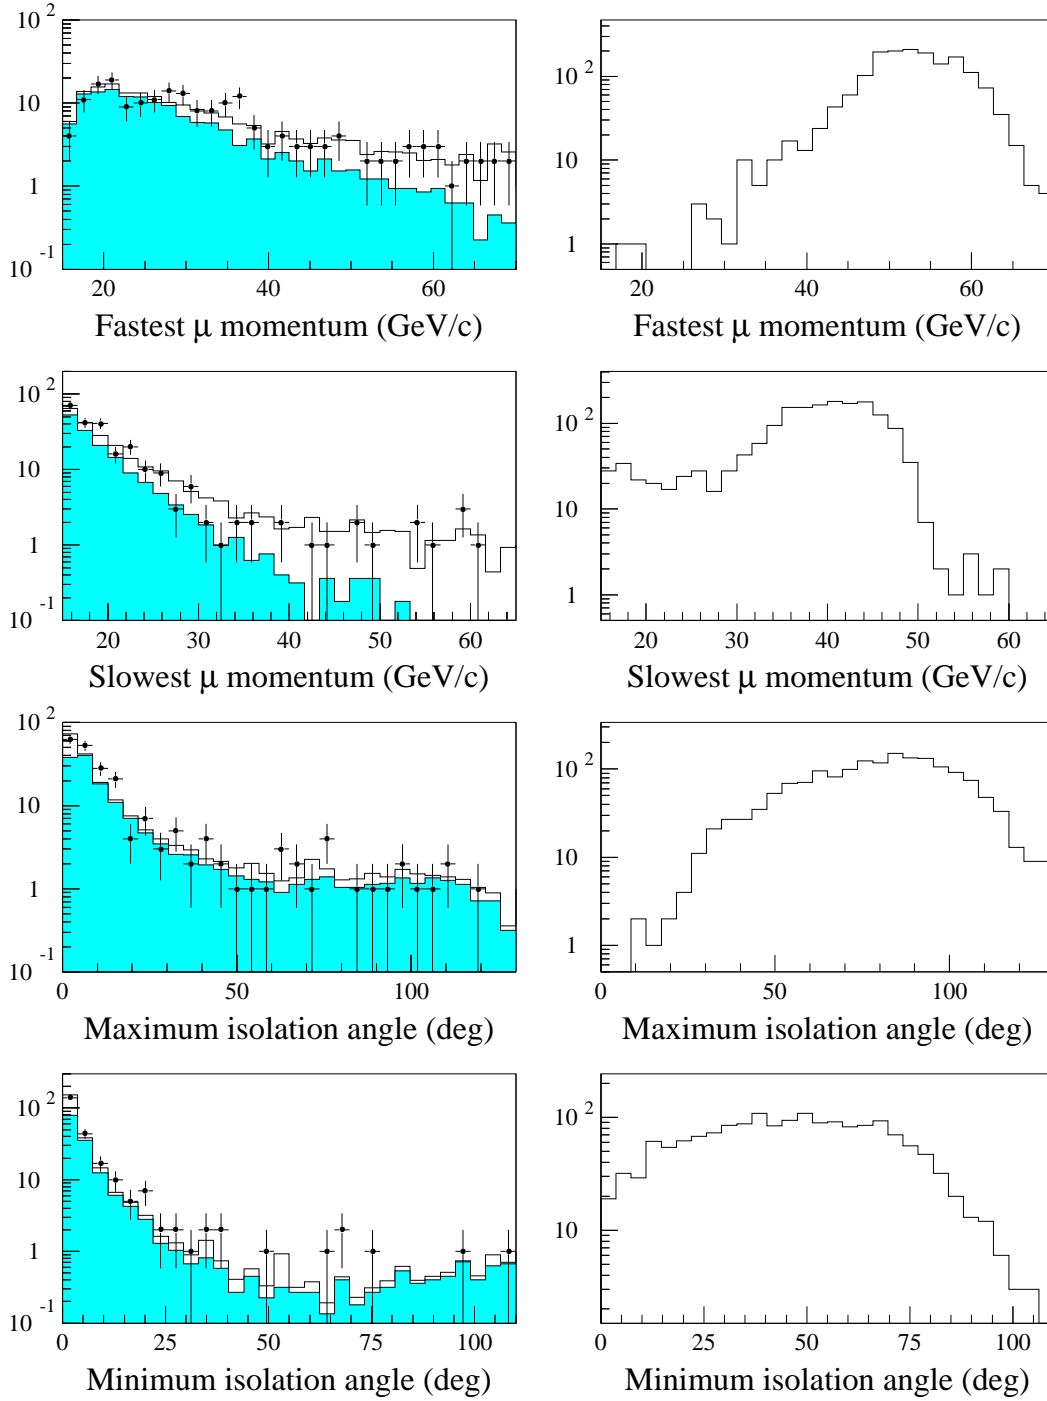 10 2
10
1
10 -1
20 40 60
Fastest μ momentum (GeV/c)
10 2
10
1
20 40 60
Fastest μ momentum (GeV/c)
10 2
10
1
10 -1
20 30 40 50 60
Slowest μ momentum (GeV/c)
10 2
10
1
20 30 40 50 60
Slowest μ momentum (GeV/c)
10 2
10
1
10 -1
0 50 100
Maximum isolation angle (deg)
10 2
10
1
0 50 100
Maximum isolation angle (deg)
10 2
10
1
10 -1
0 25 50 75 100
Minimum isolation angle (deg)
10 2
10
0 25 50 75 100
Minimum isolation angle (deg)